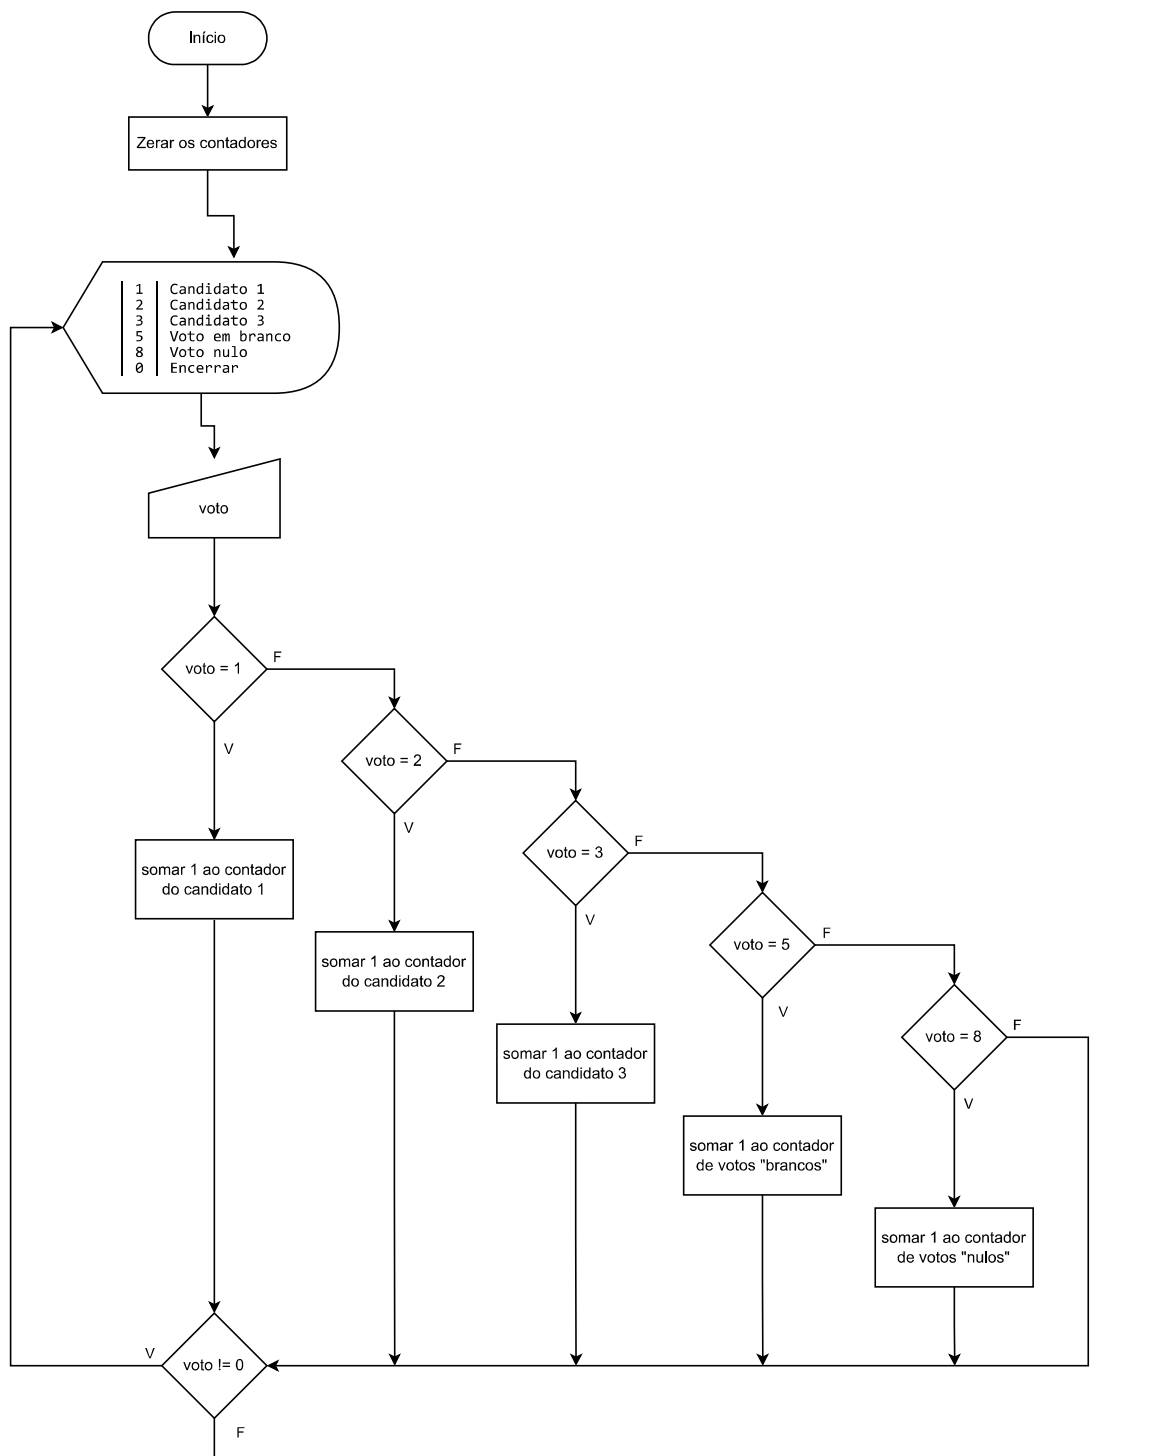 Início
Zerar os contadores
1 | Candidato 1
2 | Candidato 2
3 | Candidato 3
5 | Voto em branco
8 | Voto nulo
0 | Encerrar
voto
voto = 1
F
V
voto = 2
F
V
voto = 3
F
V
voto = 5
F
V
voto = 8
F
V
somar 1 ao contador
do candidato 1
somar 1 ao contador
do candidato 2
somar 1 ao contador
do candidato 3
somar 1 ao contador
de votos "brancos"
somar 1 ao contador
de votos "nulos"
V
voto != 0
F